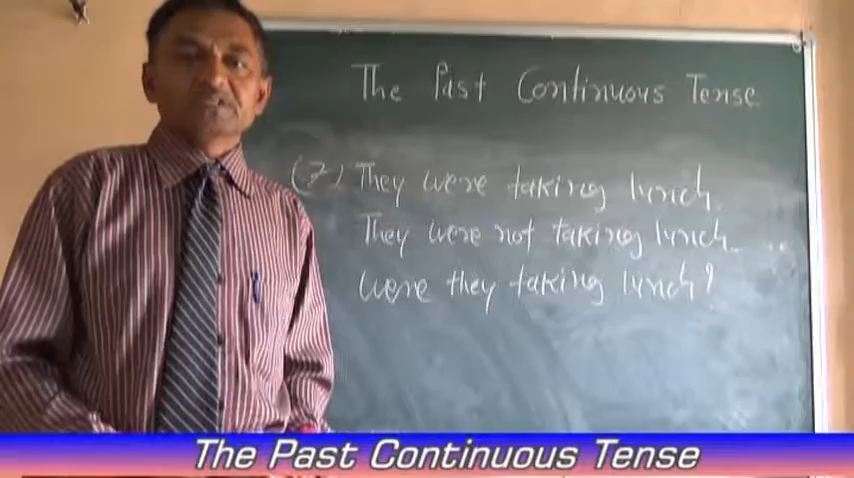 The Past Continuous Tense
(7) They were taking lunch.
They were not taking lunch.
Were they taking lunch?
The Past Continuous Tense